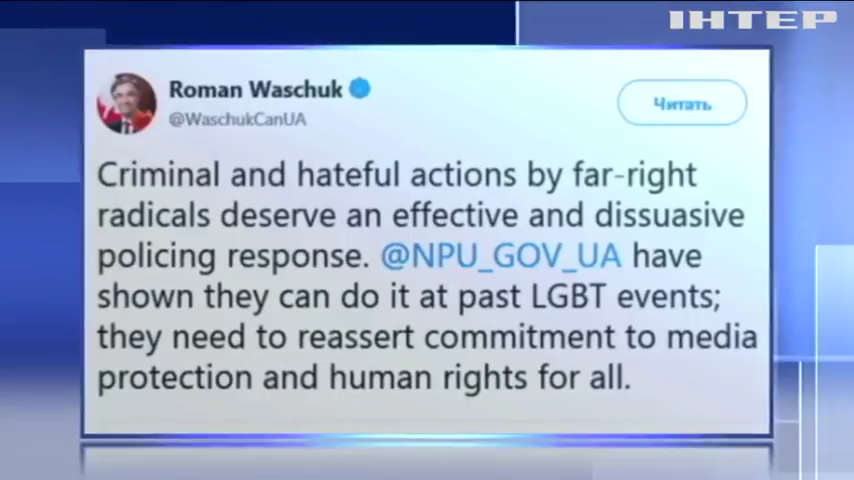 ІНТЕР
Roman Waschuk
@WaschukCanUA
Читать
Criminal and hateful actions by far-right
radicals deserve an effective and dissuasive
policing response. @NPU_GOV_UA have
shown they can do it at past LGBT events;
they need to reassert commitment to media
protection and human rights for all.